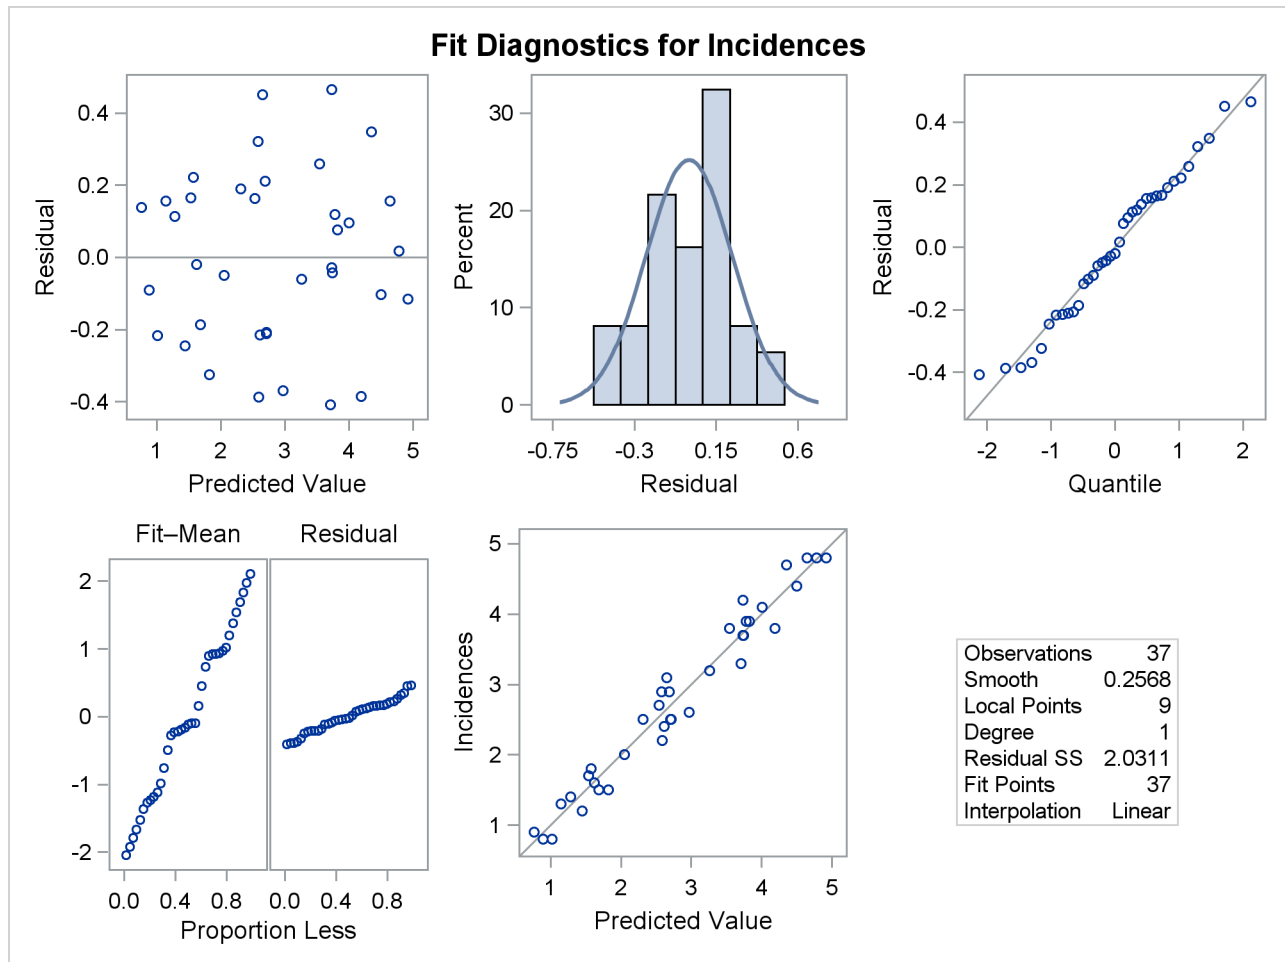 Fit Diagnostics for Incidences
0.4
0.2
0.0
-0.2
-0.4
Residual
1 2 3 4 5
Predicted Value
30
20
10
0
Percent
-0.75 -0.3 0.15 0.6
Residual
0.4
0.2
0.0
-0.2
-0.4
Residual
-2 -1 0 1 2
Quantile
Fit–Mean Residual
2
1
0
-1
-2
0.0 0.4 0.8 0.0 0.4 0.8
Proportion Less
5
4
3
2
1
Incidences
1 2 3 4 5
Predicted Value
Observations 37
Smooth 0.2568
Local Points 9
Degree 1
Residual SS 2.0311
Fit Points 37
Interpolation Linear